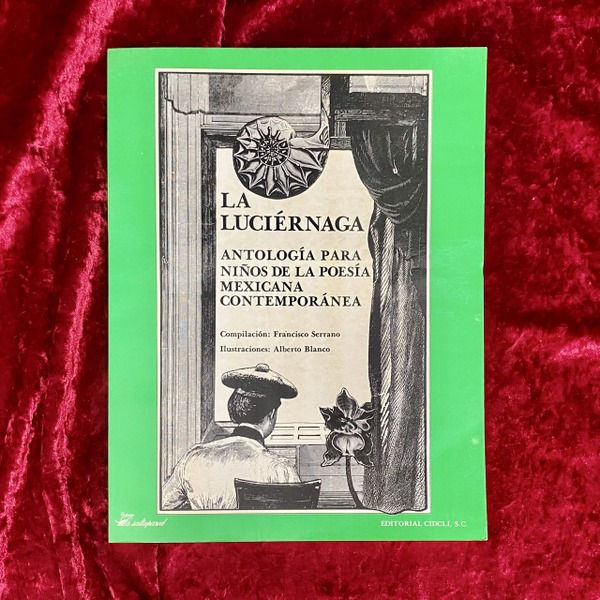 LA
LUCIÉRNAGA
ANTOLOGÍA PARA
NIÑOS DE LA POESÍA
MEXICANA
CONTEMPORÁNEA
Compilación: Francisco Serrano
Ilustraciones: Alberto Blanco
EDITORIAL CIDCLI, S.C.